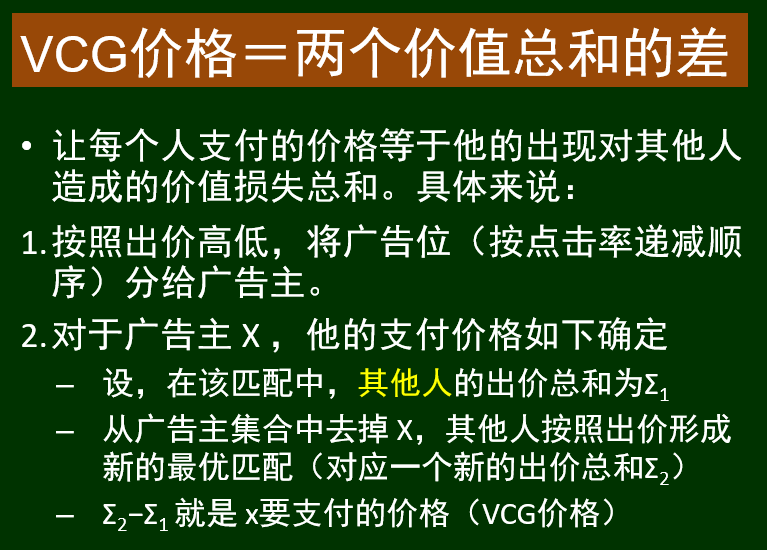 VCG价格＝两个价值总和的差
• 让每个人支付的价格等于他的出现对其他人
造成的价值损失总和。具体来说：
1. 按照出价高低，将广告位（按点击率递减顺
序）分给广告主。
2. 对于广告主 X ，他的支付价格如下确定
– 设，在该匹配中，其他人的出价总和为Σ₁
– 从广告主集合中去掉 X，其他人按照出价形成
新的最优匹配（对应一个新的出价总和Σ₂）
– Σ₂−Σ₁ 就是 x要支付的价格（VCG价格）